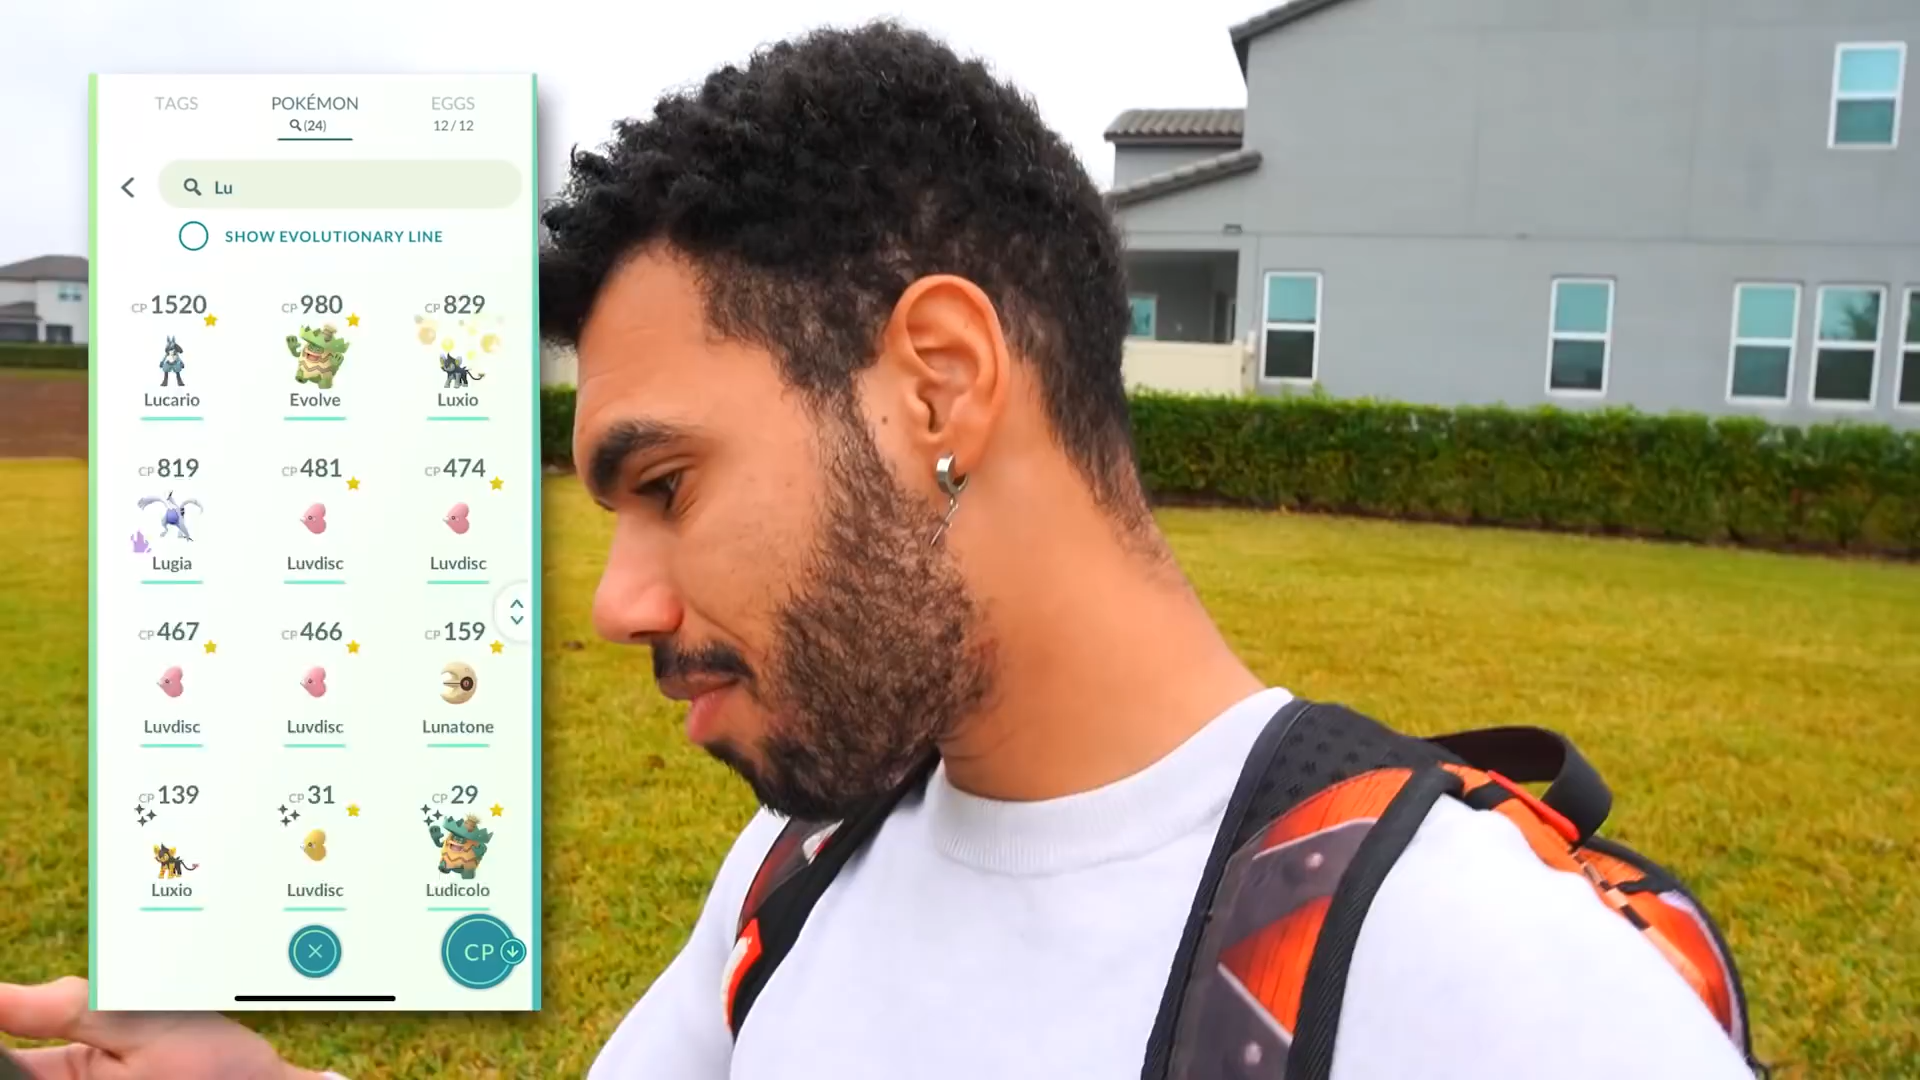 TAGS
POKÉMON
EGGS
(24)
12/12
Lu
SHOW EVOLUTIONARY LINE
CP 1520
CP 980
CP 829
Lucario
Evolve
Luxio
CP 819
CP 481
CP 474
Lugia
Luvdisc
Luvdisc
CP 467
CP 466
CP 159
Luvdisc
Luvdisc
Lunatone
CP 139
CP 31
CP 29
Luxio
Luvdisc
Ludicolo
CP